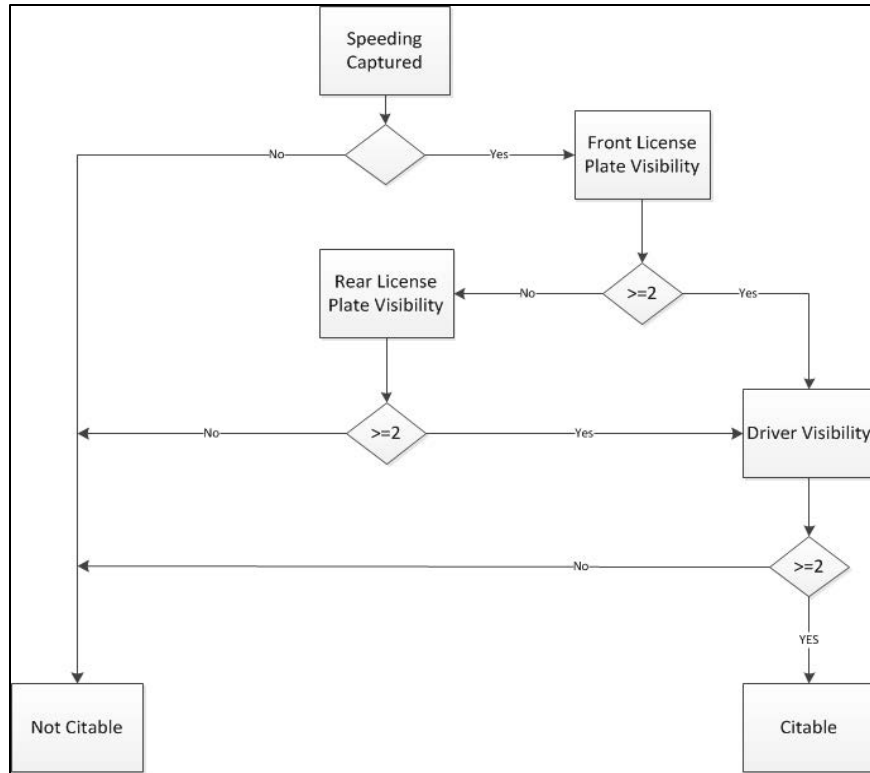 Speeding
Captured
No
Yes
Front License
Plate Visibility
Rear License
Plate Visibility
No
>=2
Yes
No
>=2
Yes
Driver Visibility
No
>=2
YES
Not Citable
Citable